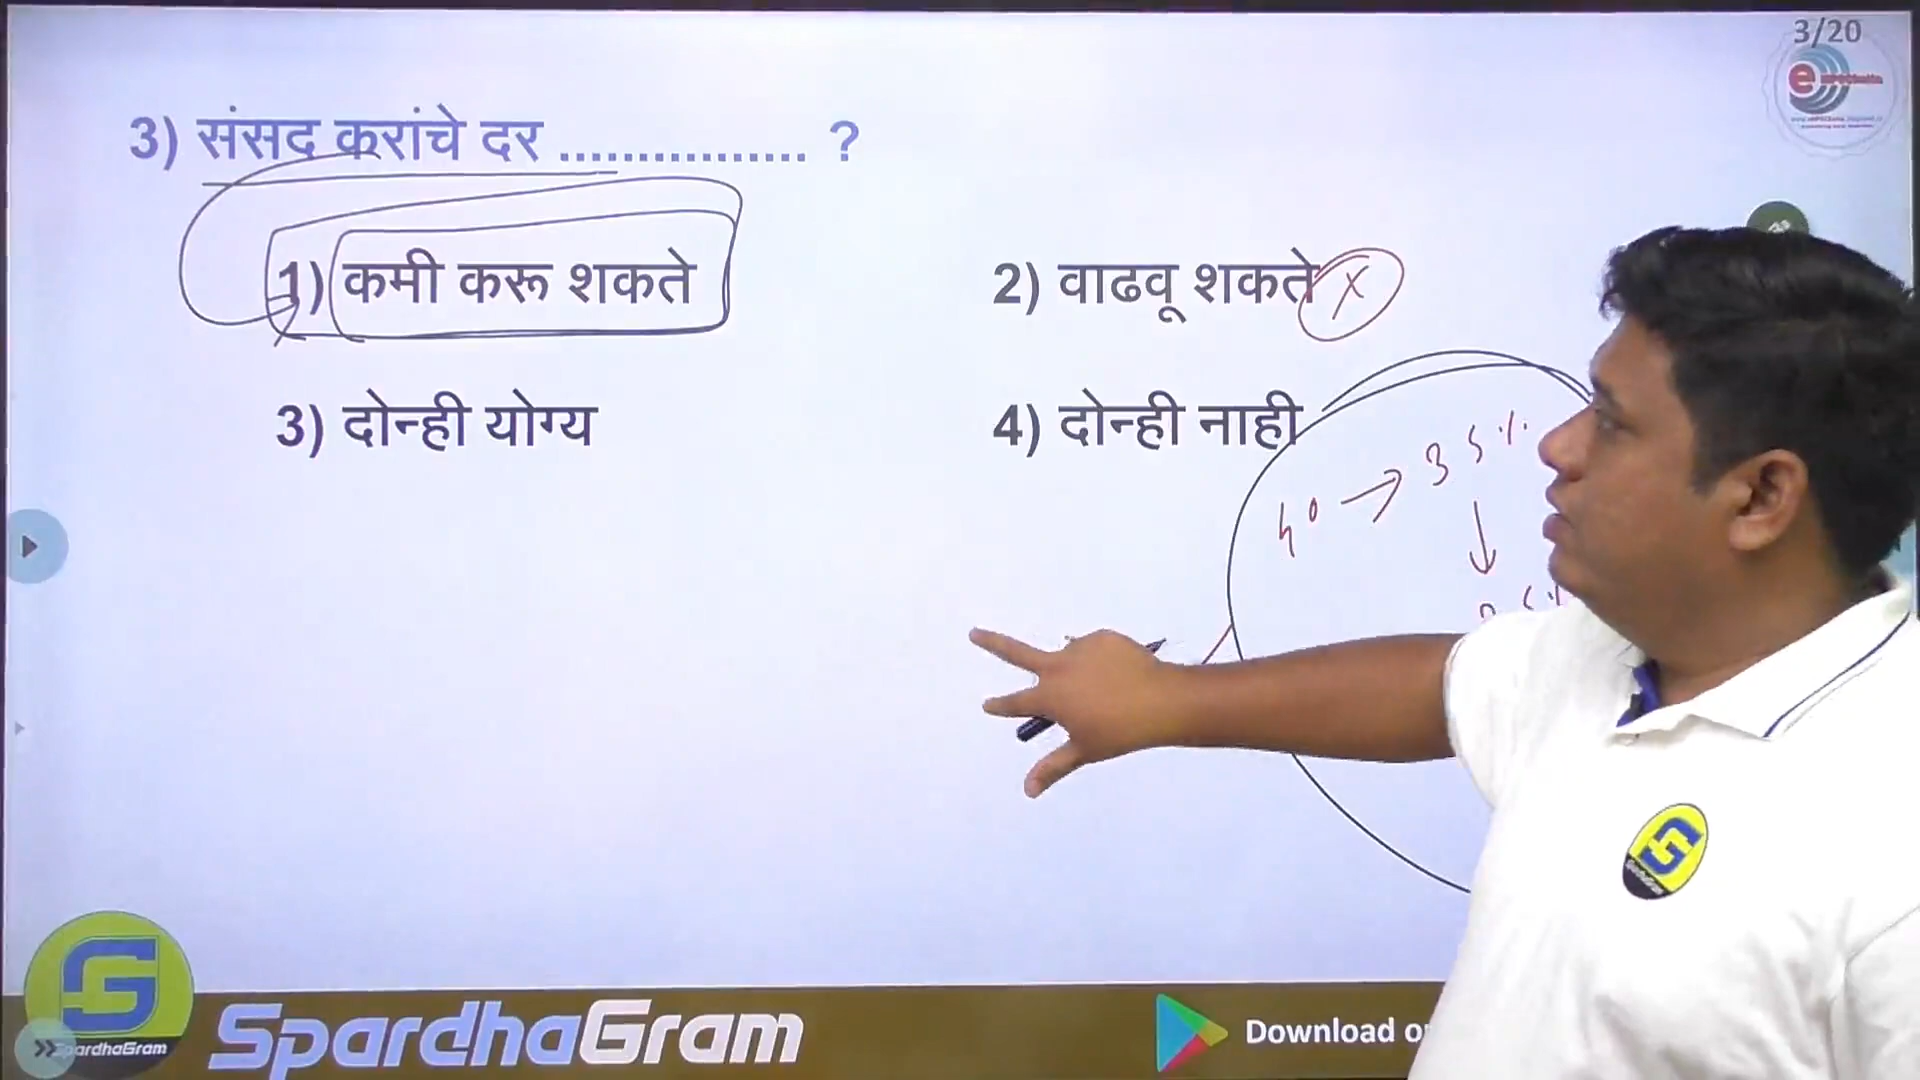 3/20
3) संसद करांचे दर ................ ?
1) कमी करू शकते
2) वाढवू शकते X
3) दोन्ही योग्य
4) दोन्ही नाही
40 → 35%
SpardhaGram
SpardhaGram
Download o